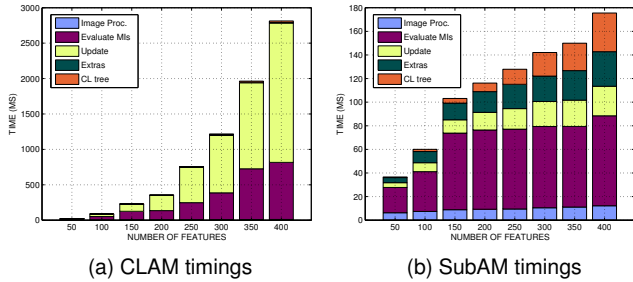 3000
2500
2000
1500
1000
500
0
TIME (MS)
Image Proc.
Evaluate MIs
Update
Extras
CL tree
50 100 150 200 250 300 350 400
NUMBER OF FEATURES
(a) CLAM timings
180
160
140
120
100
80
60
40
20
0
TIME (MS)
Image Proc.
Evaluate MIs
Update
Extras
CL tree
50 100 150 200 250 300 350 400
NUMBER OF FEATURES
(b) SubAM timings